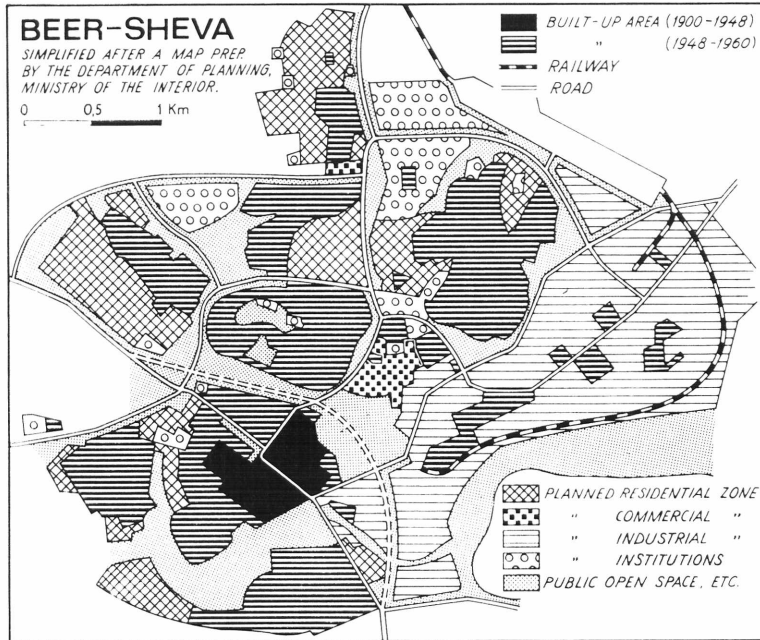 BEER-SHEVA
SIMPLIFIED AFTER A MAP PREP.
BY THE DEPARTMENT OF PLANNING,
MINISTRY OF THE INTERIOR.
0 0,5 1 Km
BUILT-UP AREA (1900-1948)
" (1948-1960)
RAILWAY
ROAD
PLANNED RESIDENTIAL ZONE
" COMMERCIAL "
" INDUSTRIAL "
" INSTITUTIONS
PUBLIC OPEN SPACE, ETC.